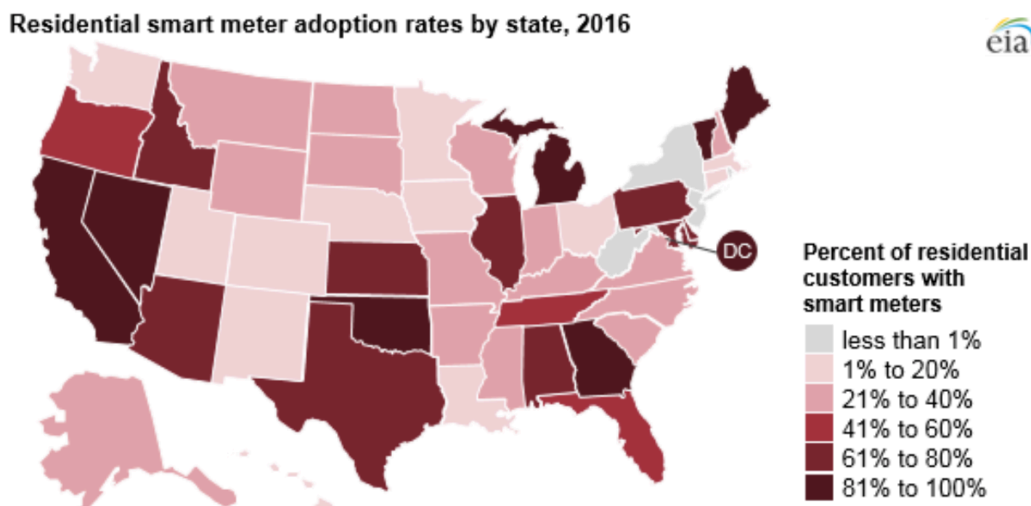 Residential smart meter adoption rates by state, 2016
eia
DC
Percent of residential
customers with
smart meters
less than 1%
1% to 20%
21% to 40%
41% to 60%
61% to 80%
81% to 100%